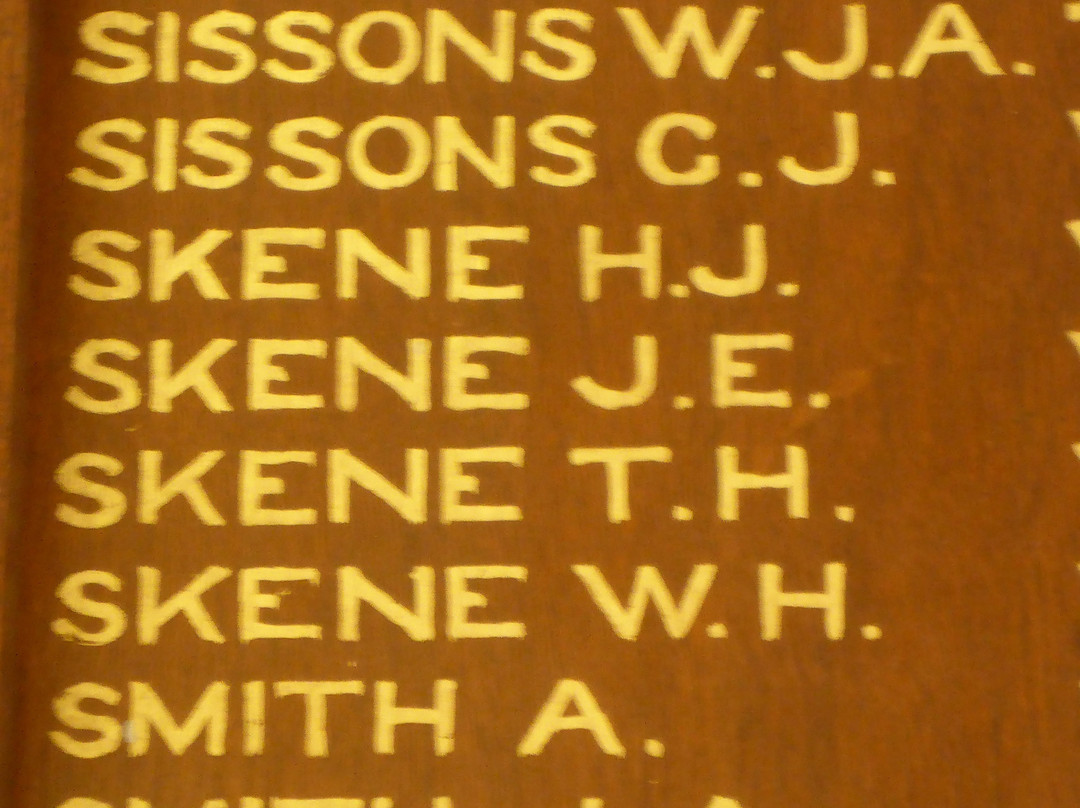 SISSONS W.J.A.
SISSONS G.J.
SKENE H.J.
SKENE J.E.
SKENE T.H.
SKENE W.H.
SMITH A.